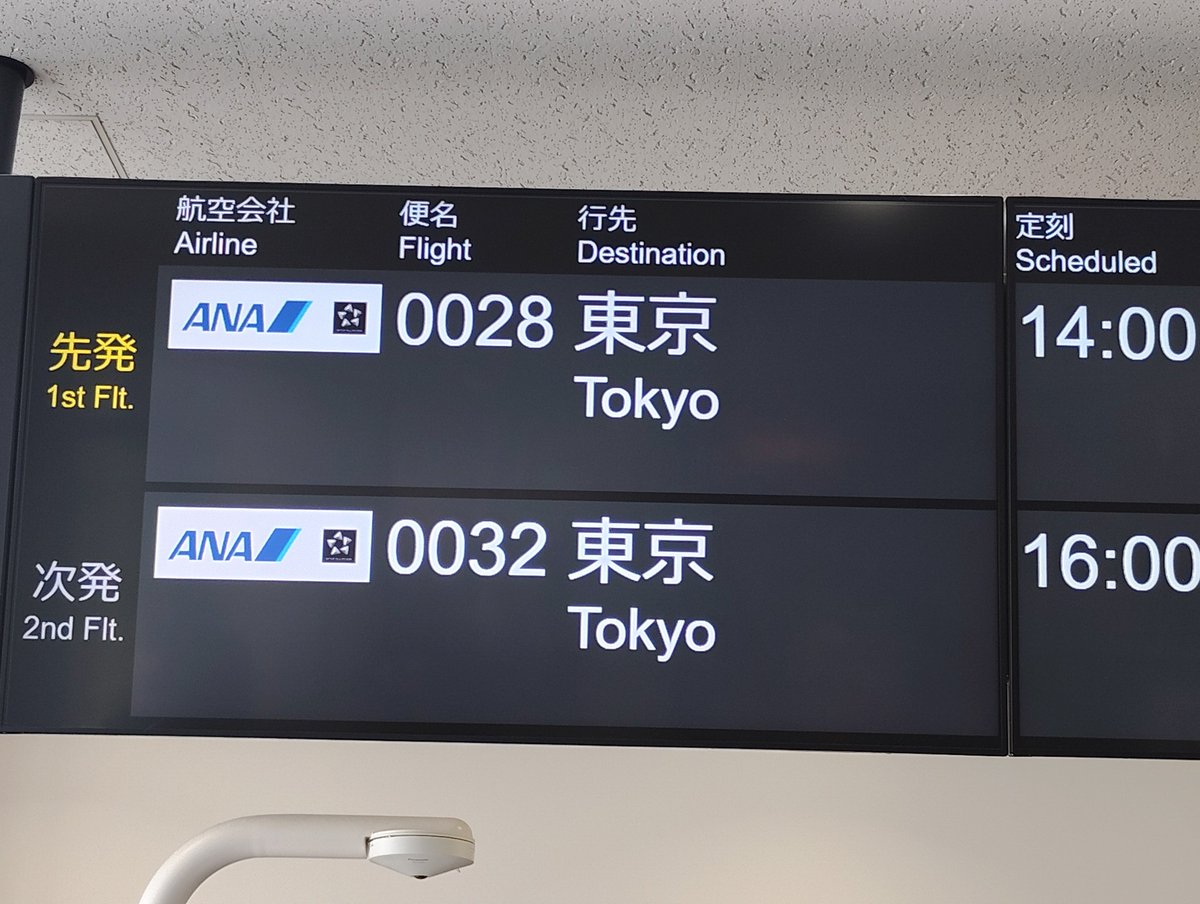 航空会社 便名 行先 定刻
Airline Flight Destination Scheduled
先発 ANA 0028 東京 14:00
1st Flt. Tokyo
次発 ANA 0032 東京 16:00
2nd Flt. Tokyo